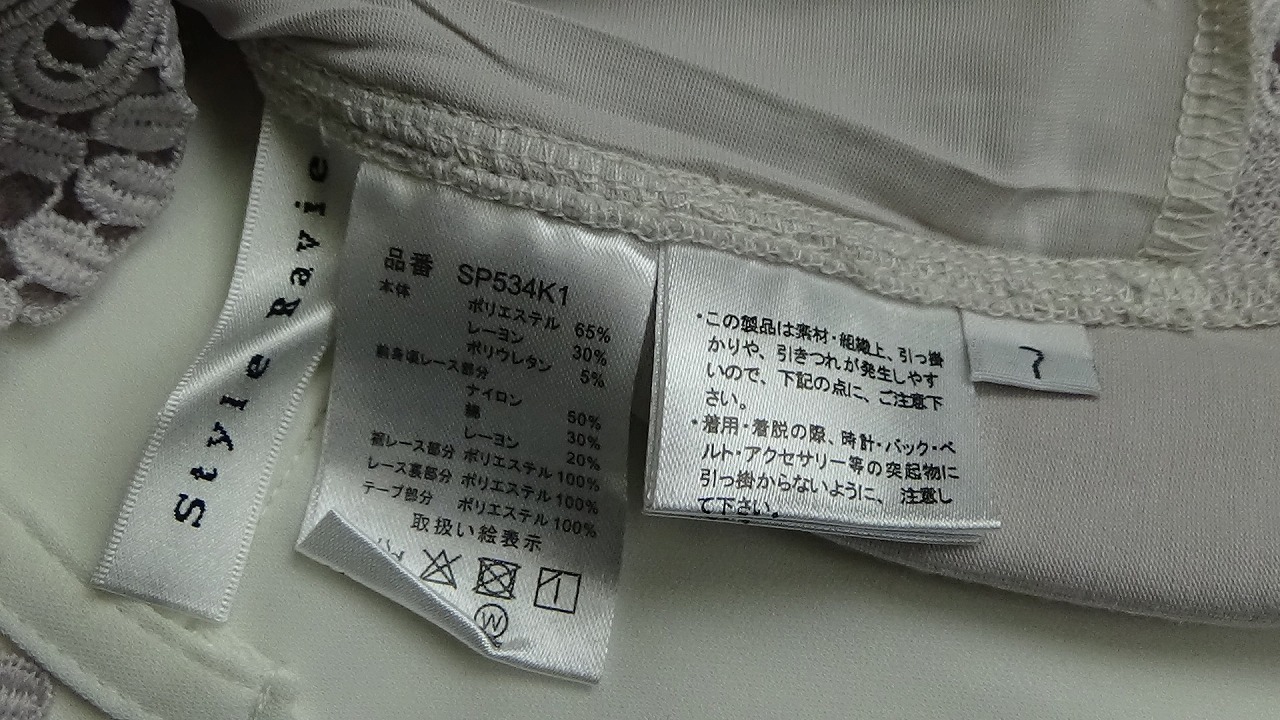 Style Ravie
品番 SP534K1
本体
ポリエステル 65%
レーヨン 30%
ポリウレタン 5%
前身頃レース部分
ナイロン 50%
綿 30%
レーヨン 20%
裾レース部分 ポリエステル 100%
レース裏部分 ポリエステル 100%
テープ部分 ポリエステル 100%
取扱い絵表示
W
・この製品は素材・組織上、引っ掛
かりや、引きつれが発生しやす
いので、下記の点に、ご注意下
さい。
・着用・着脱の際、時計・バック・ベ
ルト・アクセサリー等の突起物に
引っ掛からないように、注意し
て下さい。
7